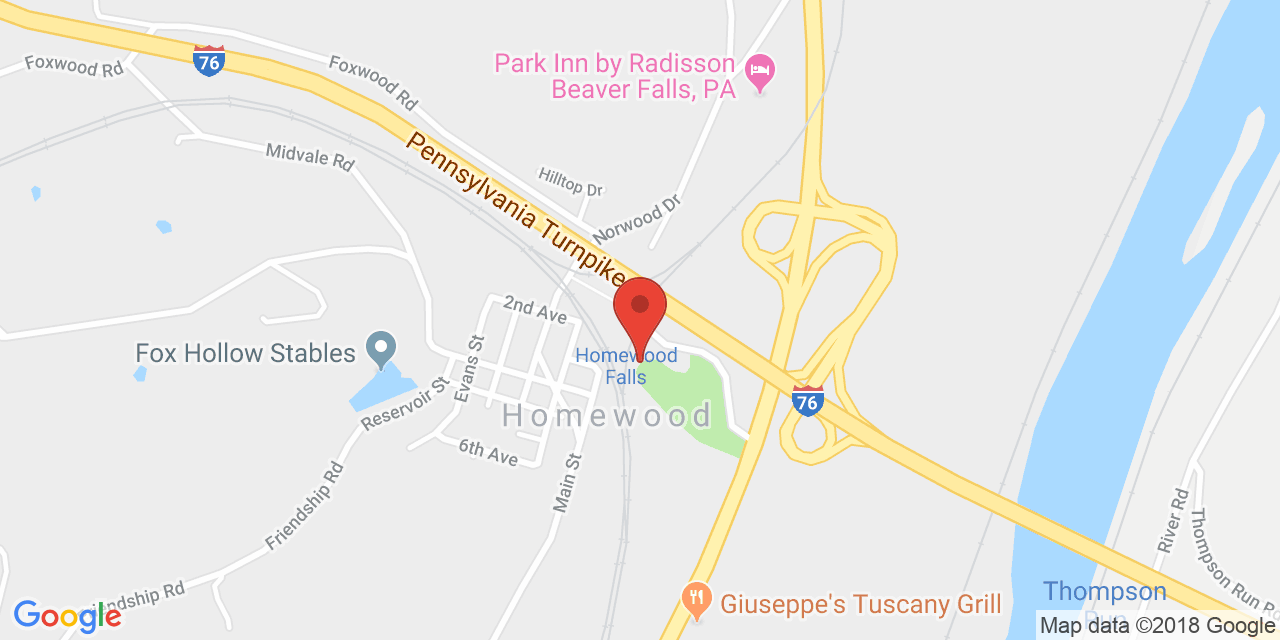 Foxwood Rd
76
Foxwood Rd
Park Inn by Radisson
Beaver Falls, PA
Midvale Rd
Pennsylvania Turnpike
Hilltop Dr
Norwood Dr
2nd Ave
Fox Hollow Stables
Evans St
Homewood
Falls
Reservoir St
Homewood
76
6th Ave
Main St
Friendship Rd
River Rd
Thompson Run Rd
Friendship Rd
Giuseppe's Tuscany Grill
Thompson
Run
Google
Map data ©2018 Google